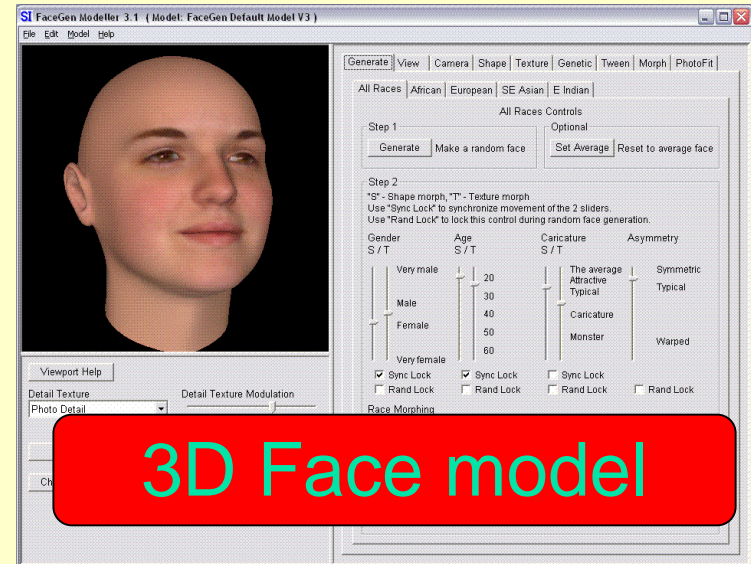 SI FaceGen Modeller 3.1 ( Model: FaceGen Default Model V3 )
File Edit Model Help
Generate View Camera Shape Texture Genetic Tween Morph PhotoFit
All Races African European SE Asian E Indian
All Races Controls
Step 1
Optional
Generate Make a random face
Set Average Reset to average face
Step 2
"S" - Shape morph, "T" - Texture morph
Use "Sync Lock" to synchronize movement of the 2 sliders.
Use "Rand Lock" to lock this control during random face generation.
Gender Age Caricature Asymmetry
S / T S / T S / T
Very male
Male
Female
Very female
20
30
40
50
60
The average
Attractive
Typical
Caricature
Monster
Symmetric
Typical
Warped
Sync Lock Sync Lock Sync Lock
Rand Lock Rand Lock Rand Lock Rand Lock
Race Morphing
Viewport Help
Detail Texture Detail Texture Modulation
Photo Detail
3D Face model